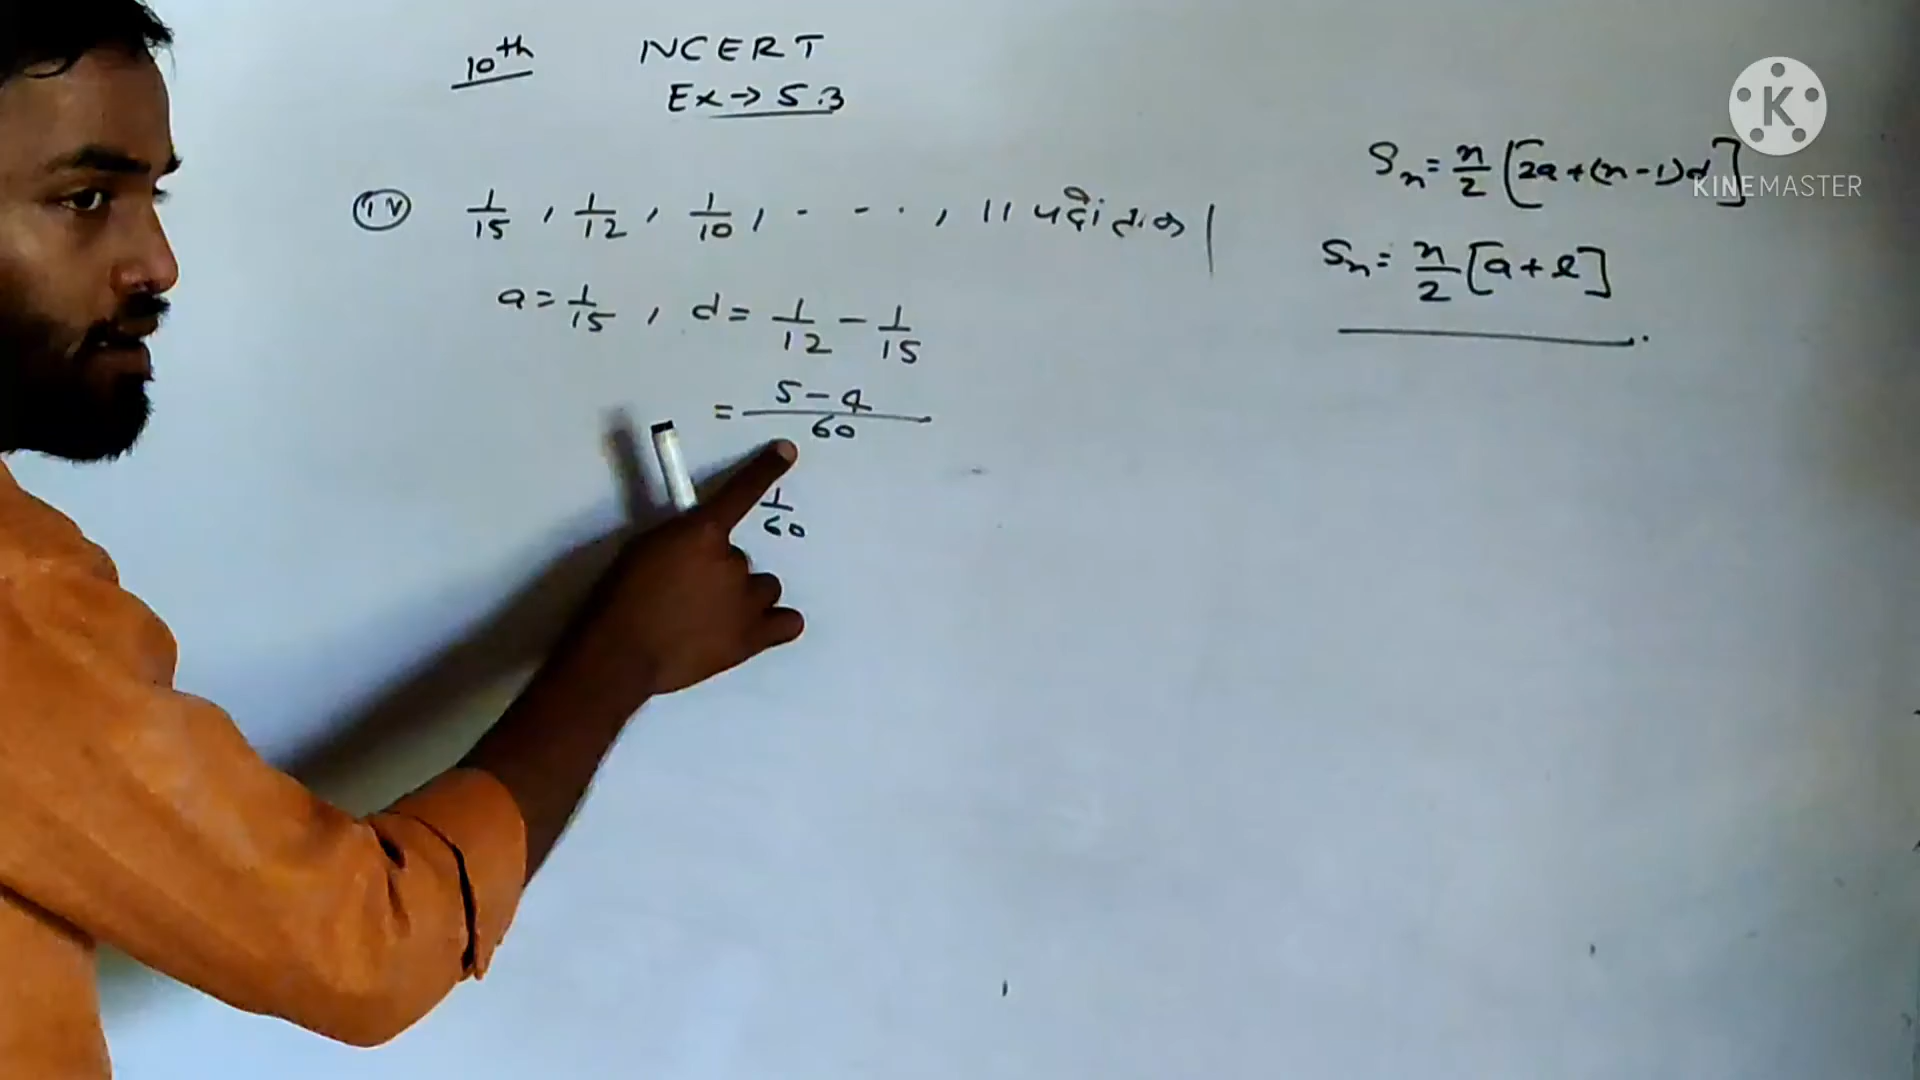 10th NCERT
Ex → 5.3
(iv) 1/15, 1/12, 1/10, - - ., 11 पदों तक |
a = 1/15, d = 1/12 - 1/15
= 5-4/60
1/60
Sn = n/2 [2a+(n-1)d]
Sn = n/2 [a+l]
K
KINEMASTER